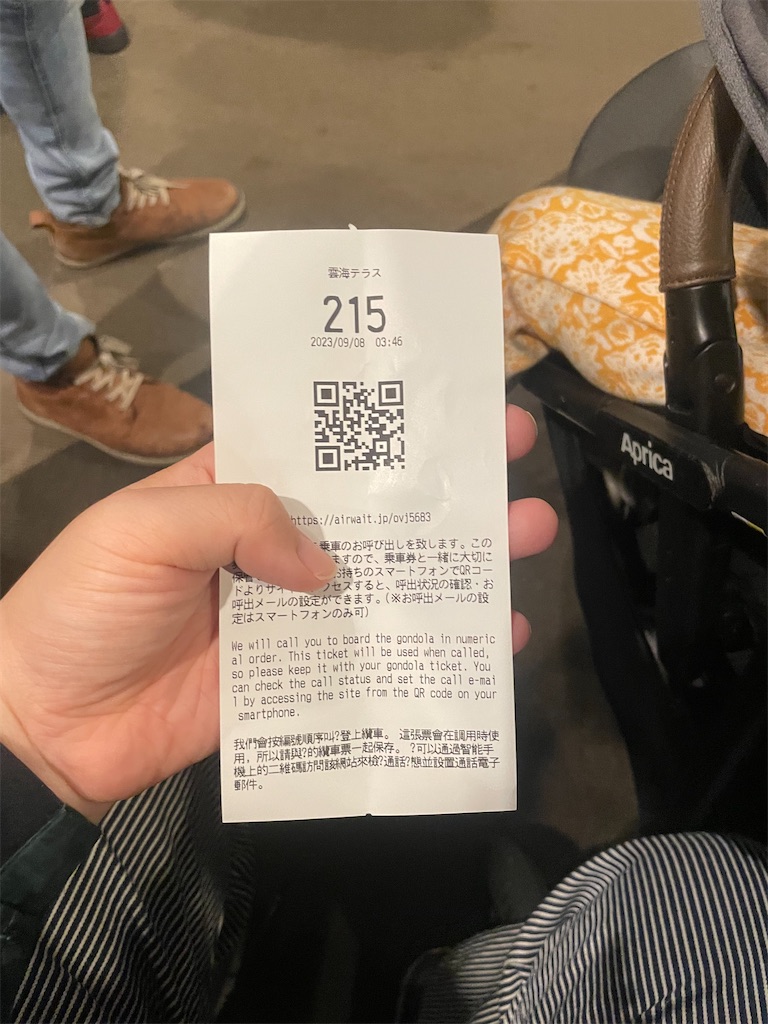 雲海テラス
215
2023/09/08 03:46
https://airwait.jp/ovj5683
乗車のお呼び出しを致します。この
ますので、乗車券と一緒に大切に
お持ちのスマートフォンでQRコー
ドよりサイ クセスすると、呼出状況の確認・お
呼出メールの設定ができます。(※お呼出メールの設
定はスマートフォンのみ可)
We will call you to board the gondola in numeric
al order. This ticket will be used when called,
so please keep it with your gondola ticket. You
can check the call status and set the call e-mai
l by accessing the site from the QR code on your
smartphone.
我們會按編號順序叫?登上纜車。 這張票會在調用時使
用，所以請與?的纜車票一起保存。 ?可以通過智能手
機上的二維碼訪問該網站來檢?通話?態並設置通話電子
郵件。
Aprica